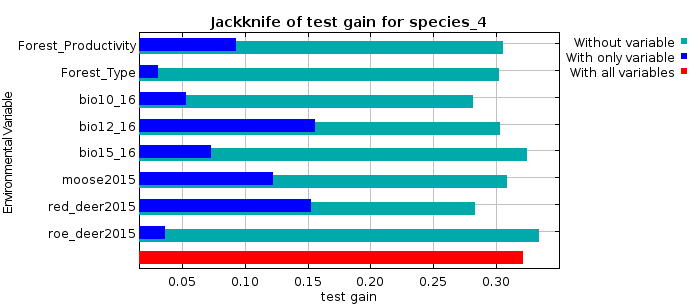 Jackknife of test gain for species_4
Without variable
With only variable
With all variables
Environmental Variable
Forest_Productivity
Forest_Type
bio10_16
bio12_16
bio15_16
moose2015
red_deer2015
roe_deer2015
0.05 0.10 0.15 0.20 0.25 0.30
test gain